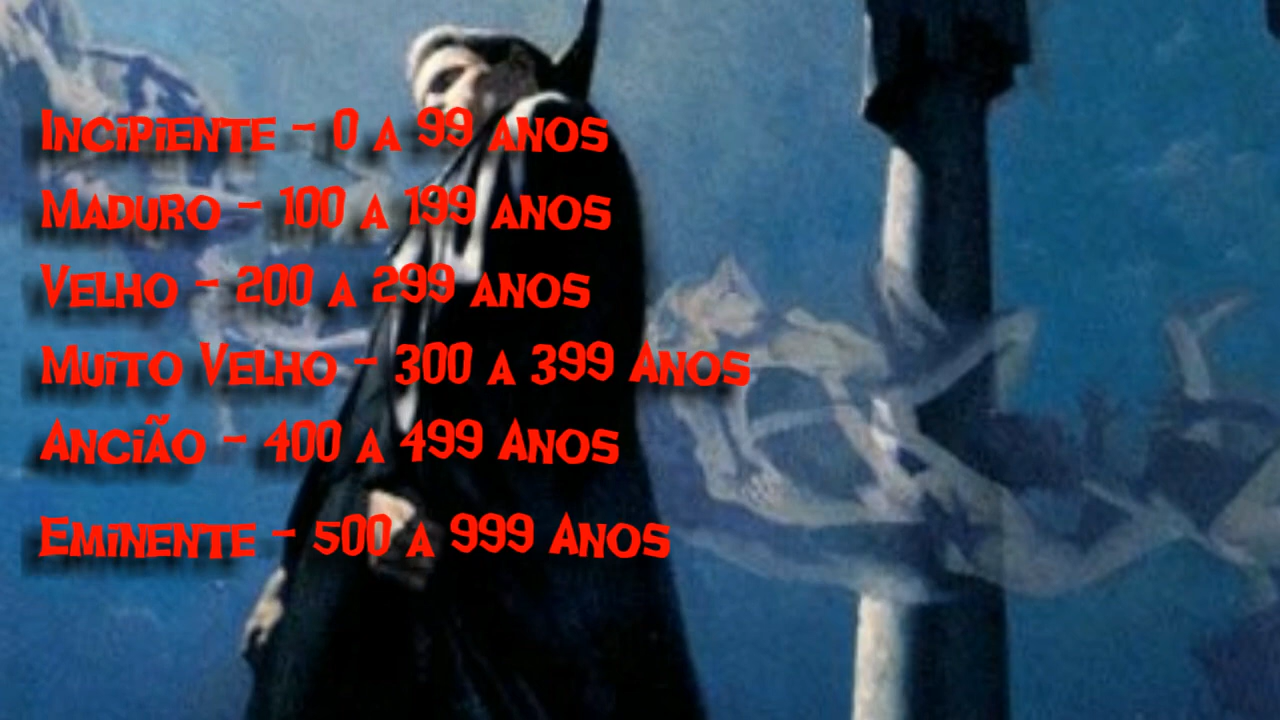 Incipiente - 0 a 99 anos
Maduro - 100 a 199 anos
Velho - 200 a 299 anos
Muito Velho - 300 a 399 Anos
Ancião - 400 a 499 Anos
Eminente - 500 a 999 Anos